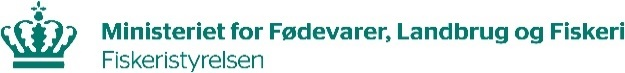 Ministeriet for Fødevarer, Landbrug og Fiskeri
Fiskeristyrelsen